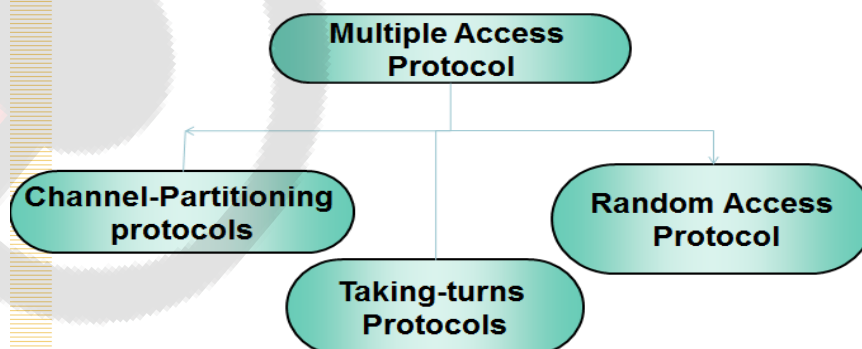 Multiple Access
Protocol
Channel-Partitioning
protocols
Random Access
Protocol
Taking-turns
Protocols